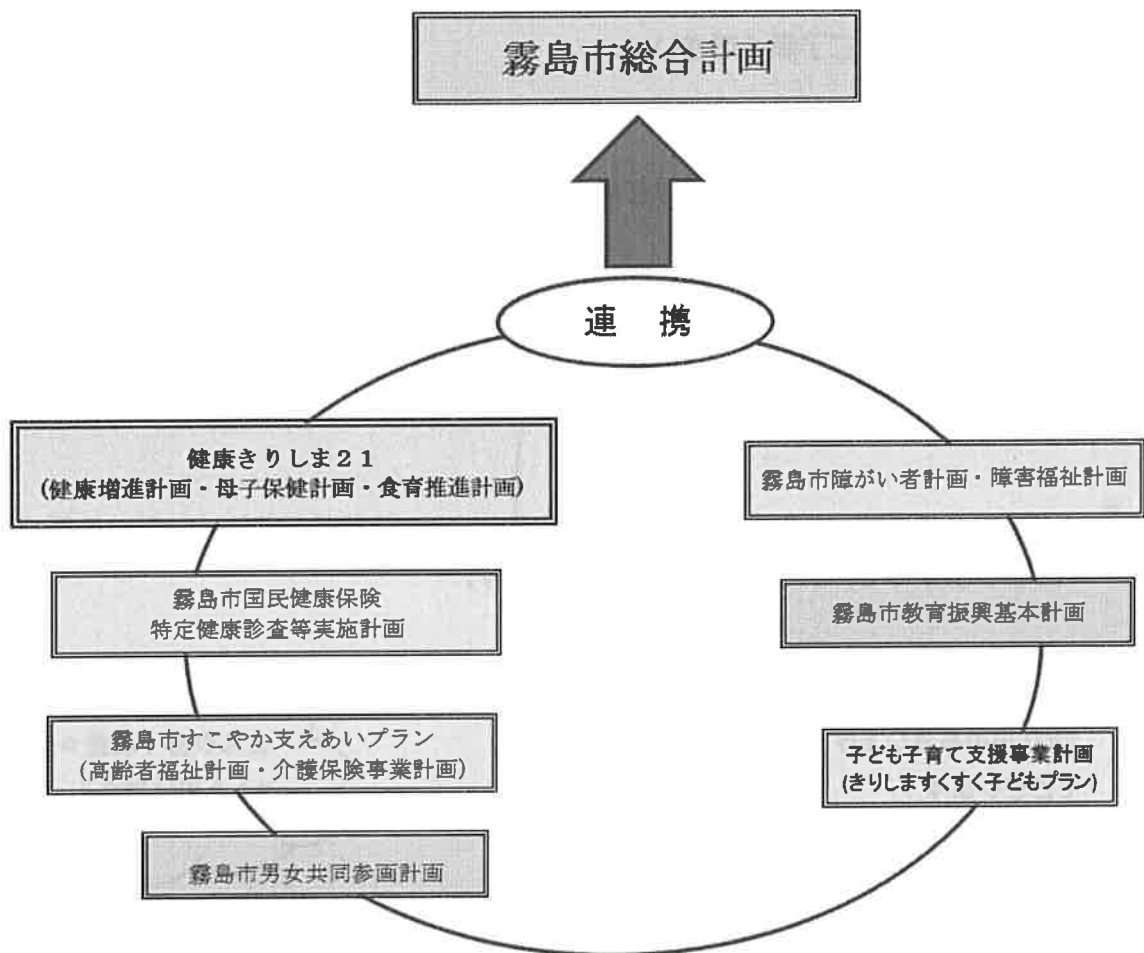 霧島市総合計画
連 携
健康きりしま21
(健康増進計画・母子保健計画・食育推進計画)
霧島市国民健康保険
特定健康診査等実施計画
霧島市すこやか支えあいプラン
(高齢者福祉計画・介護保険事業計画)
霧島市男女共同参画計画
霧島市障がい者計画・障害福祉計画
霧島市教育振興基本計画
子ども子育て支援事業計画
(きりしますくすく子どもプラン)